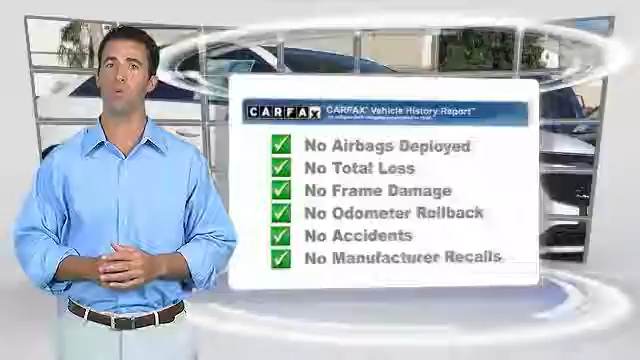 CARFAX CARFAX Vehicle History Report™
No Airbags Deployed
No Total Loss
No Frame Damage
No Odometer Rollback
No Accidents
No Manufacturer Recalls